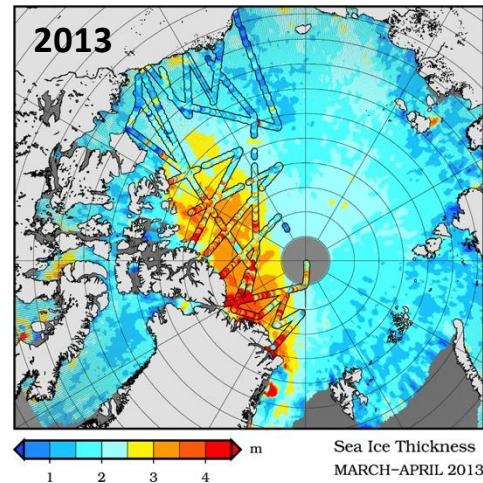 2013
m
1 2 3 4
Sea Ice Thickness
MARCH–APRIL 2013